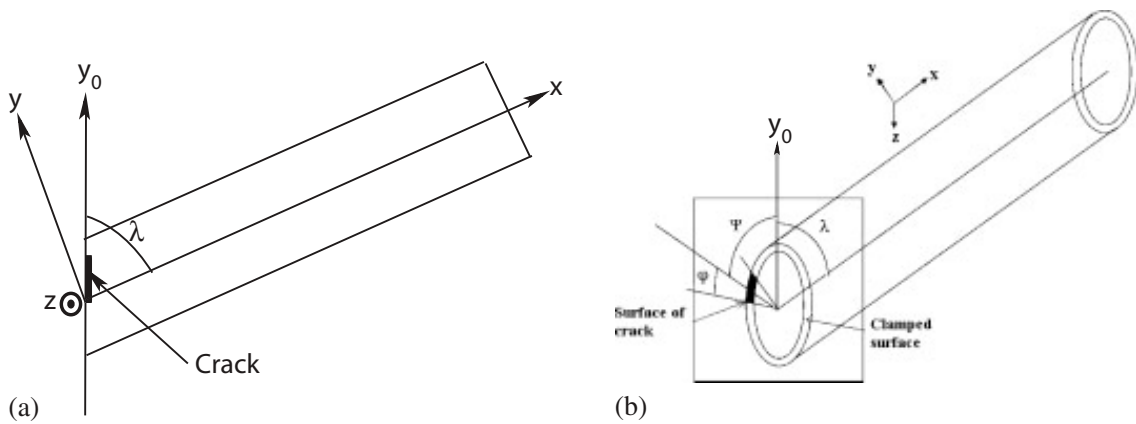 y0
y
x
λ
z
Crack
(a)
y
x
z
y0
Ψ
λ
φ
Surface of
crack
Clamped
surface
(b)